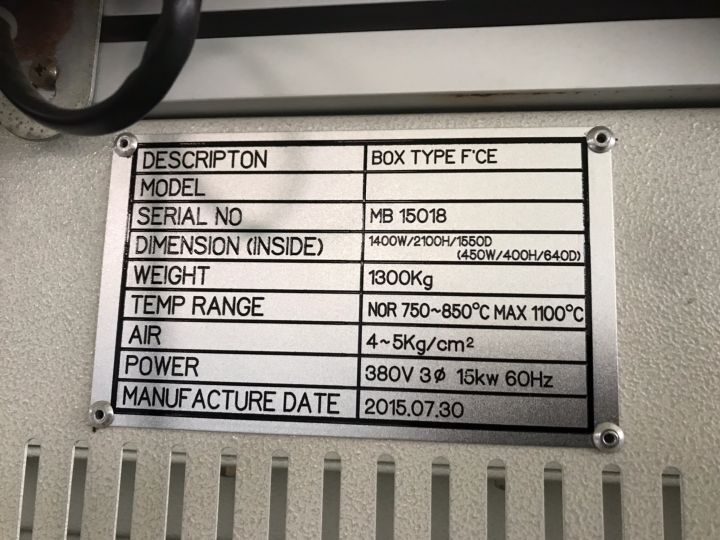 DESCRIPTON BOX TYPE F'CE
MODEL
SERIAL NO MB 15018
DIMENSION (INSIDE) 1400W/2100H/1550D
(450W/400H/640D)
WEIGHT 1300Kg
TEMP RANGE NOR 750~850°C MAX 1100°C
AIR 4~5Kg/cm²
POWER 380V 3Ø 15kw 60Hz
MANUFACTURE DATE 2015.07.30